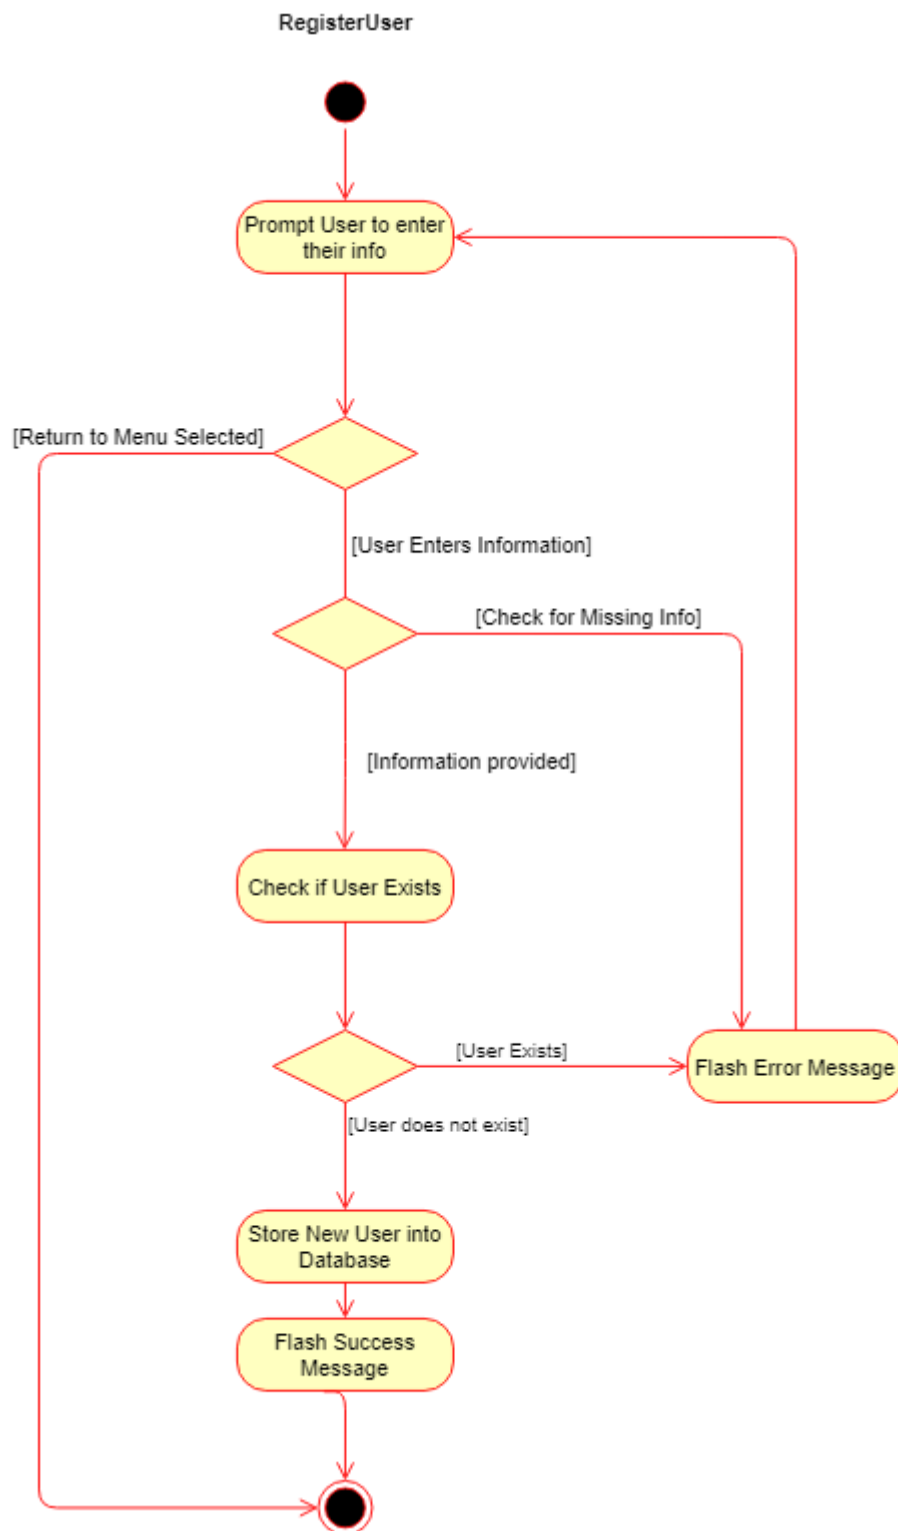 RegisterUser
Prompt User to enter
their info
[Return to Menu Selected]
[User Enters Information]
[Check for Missing Info]
[Information provided]
Check if User Exists
[User Exists]
Flash Error Message
[User does not exist]
Store New User into
Database
Flash Success
Message